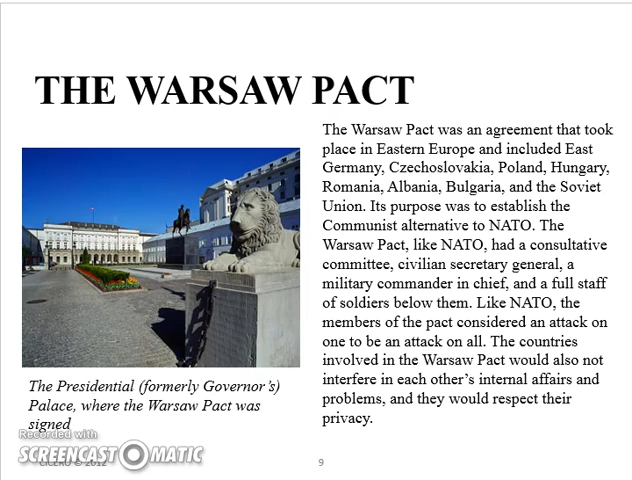 THE WARSAW PACT
The Warsaw Pact was an agreement that took
place in Eastern Europe and included East
Germany, Czechoslovakia, Poland, Hungary,
Romania, Albania, Bulgaria, and the Soviet
Union. Its purpose was to establish the
Communist alternative to NATO. The
Warsaw Pact, like NATO, had a consultative
committee, civilian secretary general, a
military commander in chief, and a full staff
of soldiers below them. Like NATO, the
members of the pact considered an attack on
one to be an attack on all. The countries
involved in the Warsaw Pact would also not
interfere in each other’s internal affairs and
problems, and they would respect their
privacy.
The Presidential (formerly Governor’s)
Palace, where the Warsaw Pact was
signed
Recorded with
SCREENCAST-O-MATIC
CICERO © 2012
9